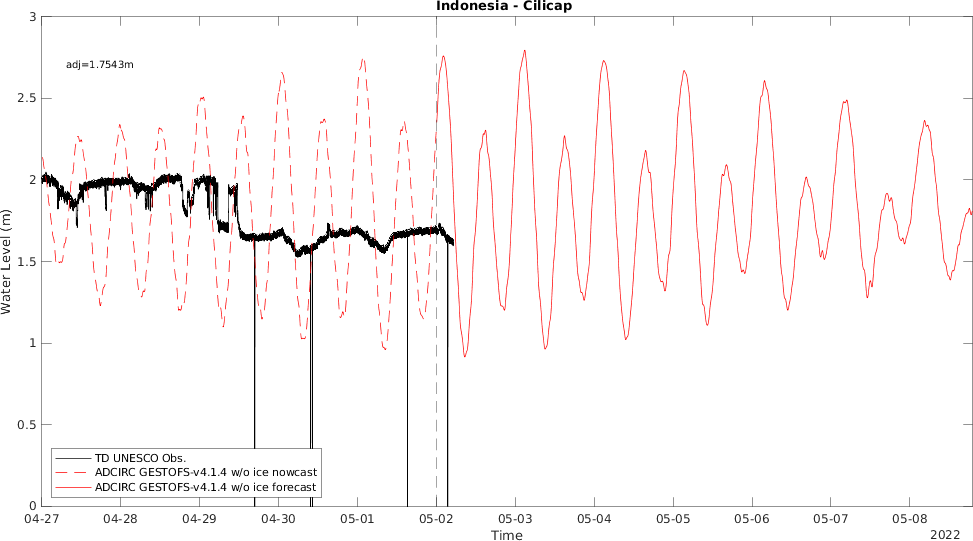 Indonesia - Cilicap
3
adj=1.7543m
2.5
2
1.5
1
0.5
0
Water Level (m)
TD UNESCO Obs.
ADCIRC GESTOFS-v4.1.4 w/o ice nowcast
ADCIRC GESTOFS-v4.1.4 w/o ice forecast
04-27 04-28 04-29 04-30 05-01 05-02 05-03 05-04 05-05 05-06 05-07 05-08
Time
2022